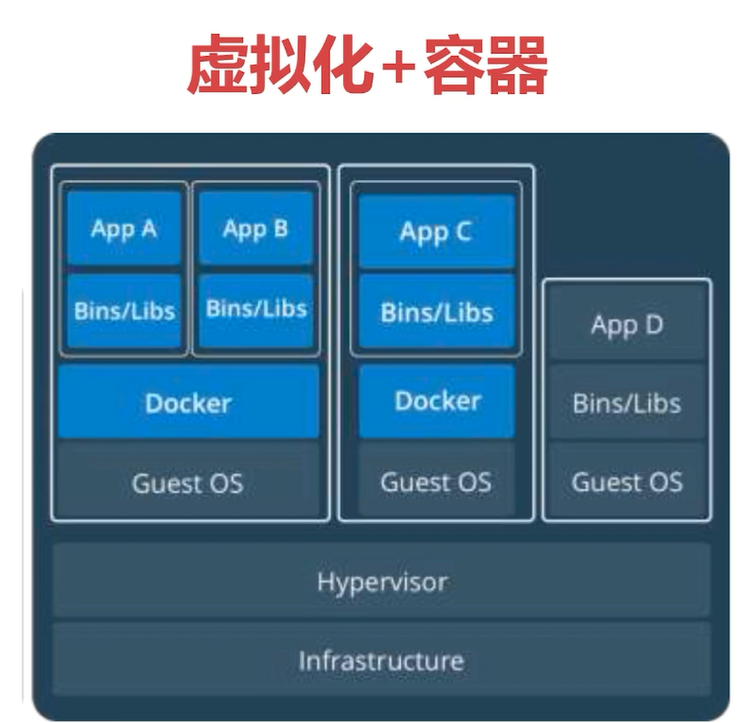 虚拟化+容器
App A
App B
Bins/Libs
Bins/Libs
Docker
Guest OS
App C
Bins/Libs
Docker
Guest OS
App D
Bins/Libs
Guest OS
Hypervisor
Infrastructure